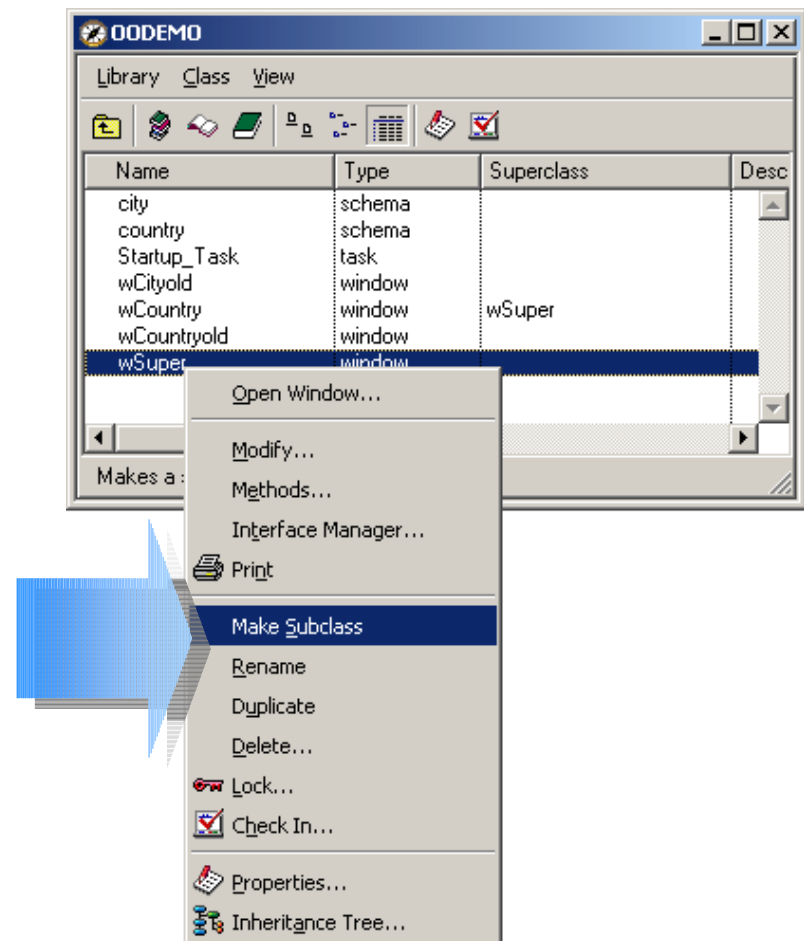 OODEMO
Library Class View
Name Type Superclass Desc
city schema
country schema
Startup_Task task
wCityold window
wCountry window wSuper
wCountryold window
wSuper window
Open Window...
Modify...
Makes a
Methods...
Interface Manager...
Print
Make Subclass
Rename
Duplicate
Delete...
Lock...
Check In...
Properties...
Inheritance Tree...